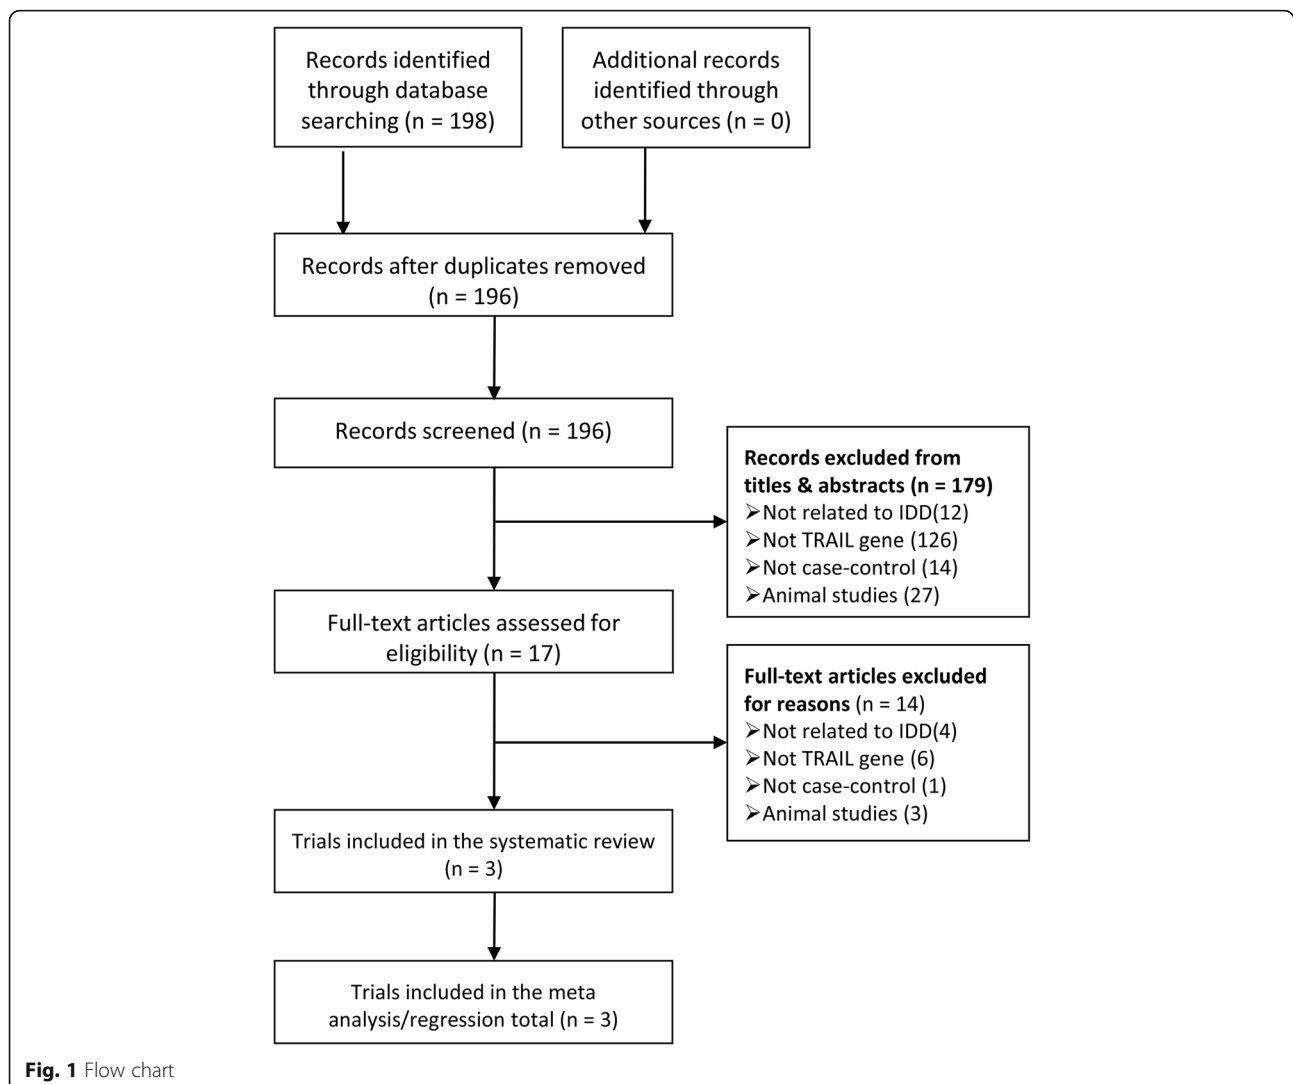 Records identified
through database
searching (n = 198)
Additional records
identified through
other sources (n = 0)
Records after duplicates removed
(n = 196)
Records screened (n = 196)
Records excluded from
titles & abstracts (n = 179)
➢Not related to IDD(12)
➢Not TRAIL gene (126)
➢Not case-control (14)
➢Animal studies (27)
Full-text articles assessed for
eligibility (n = 17)
Full-text articles excluded
for reasons (n = 14)
➢Not related to IDD(4)
➢Not TRAIL gene (6)
➢Not case-control (1)
➢Animal studies (3)
Trials included in the systematic review
(n = 3)
Trials included in the meta
analysis/regression total (n = 3)
Fig. 1 Flow chart